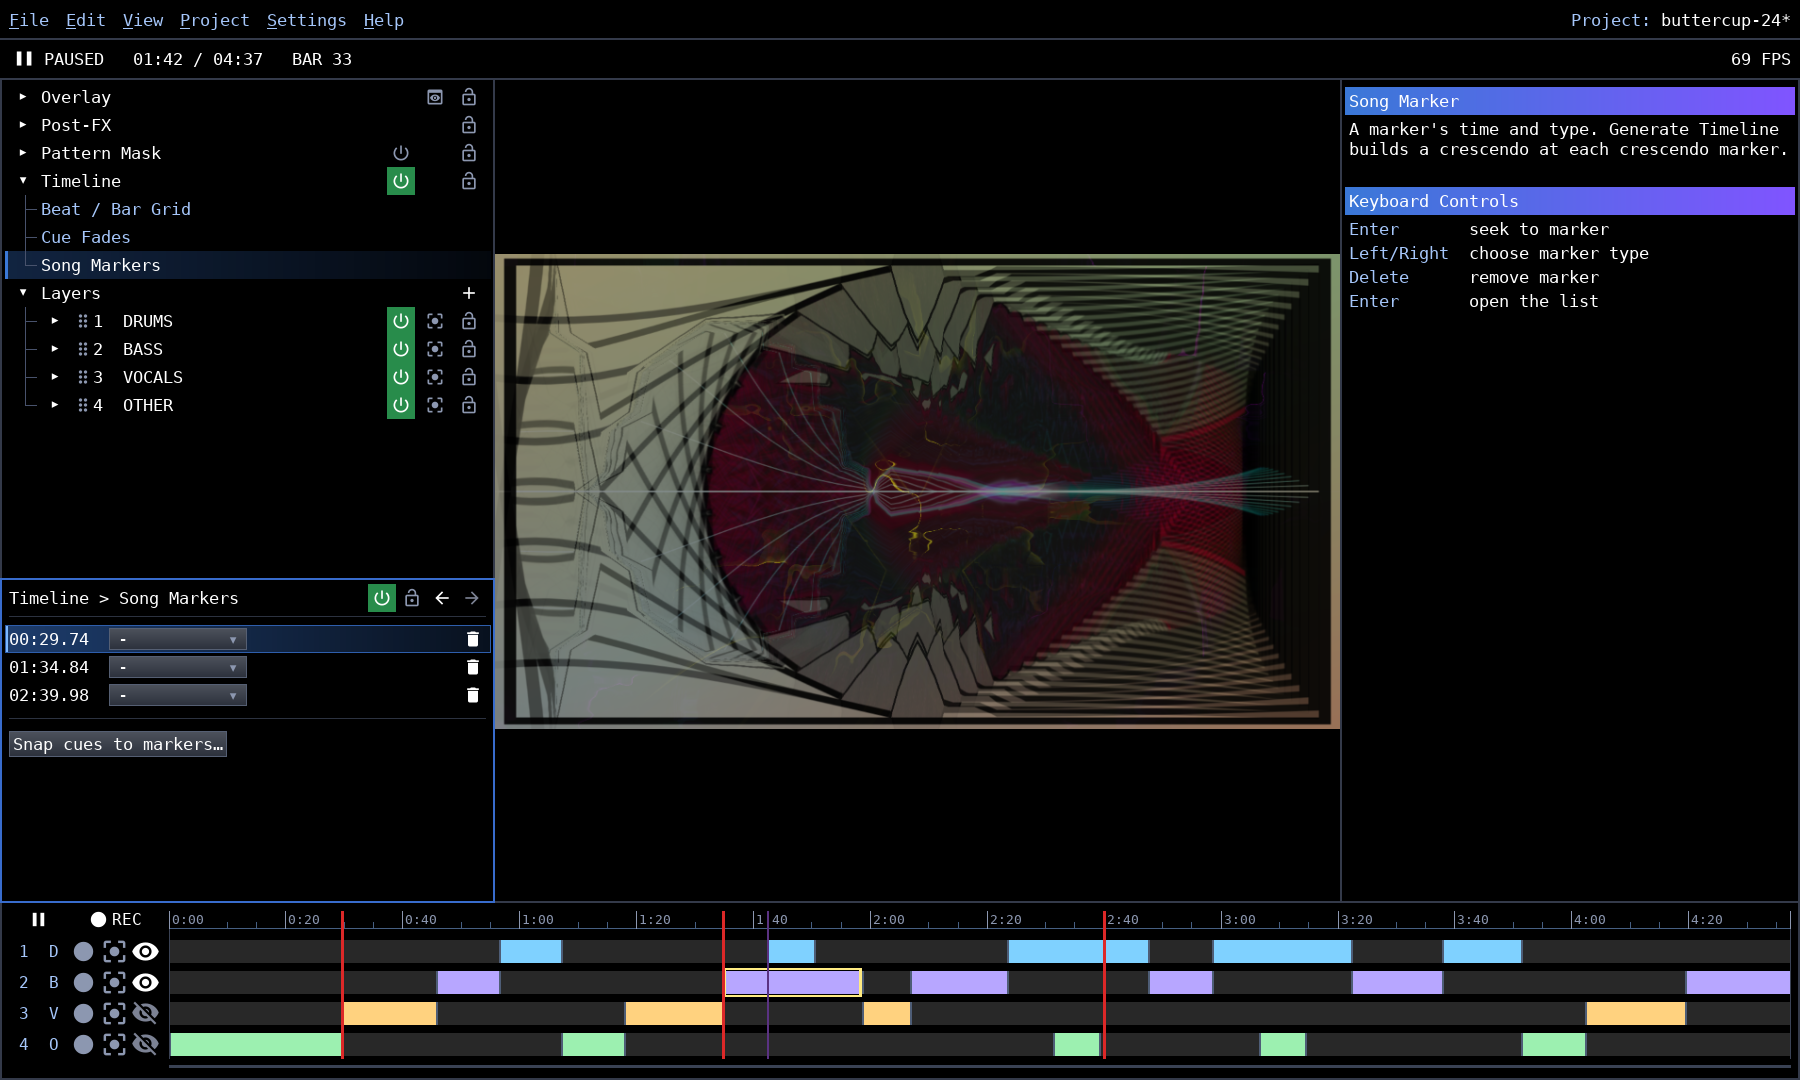 File Edit View Project Settings Help Project: buttercup-24*
PAUSED 01:42 / 04:37 BAR 33 69 FPS
Overlay
Post-FX
Pattern Mask
Timeline
Beat / Bar Grid
Cue Fades
Song Markers
Layers +
1 DRUMS
2 BASS
3 VOCALS
4 OTHER
Timeline > Song Markers
00:29.74 -
01:34.84 -
02:39.98 -
Snap cues to markers…
Song Marker
A marker's time and type. Generate Timeline
builds a crescendo at each crescendo marker.
Keyboard Controls
Enter seek to marker
Left/Right choose marker type
Delete remove marker
Enter open the list
REC 0:00 0:20 0:40 1:00 1:20 1:40 2:00 2:20 2:40 3:00 3:20 3:40 4:00 4:20
1 D
2 B
3 V
4 O